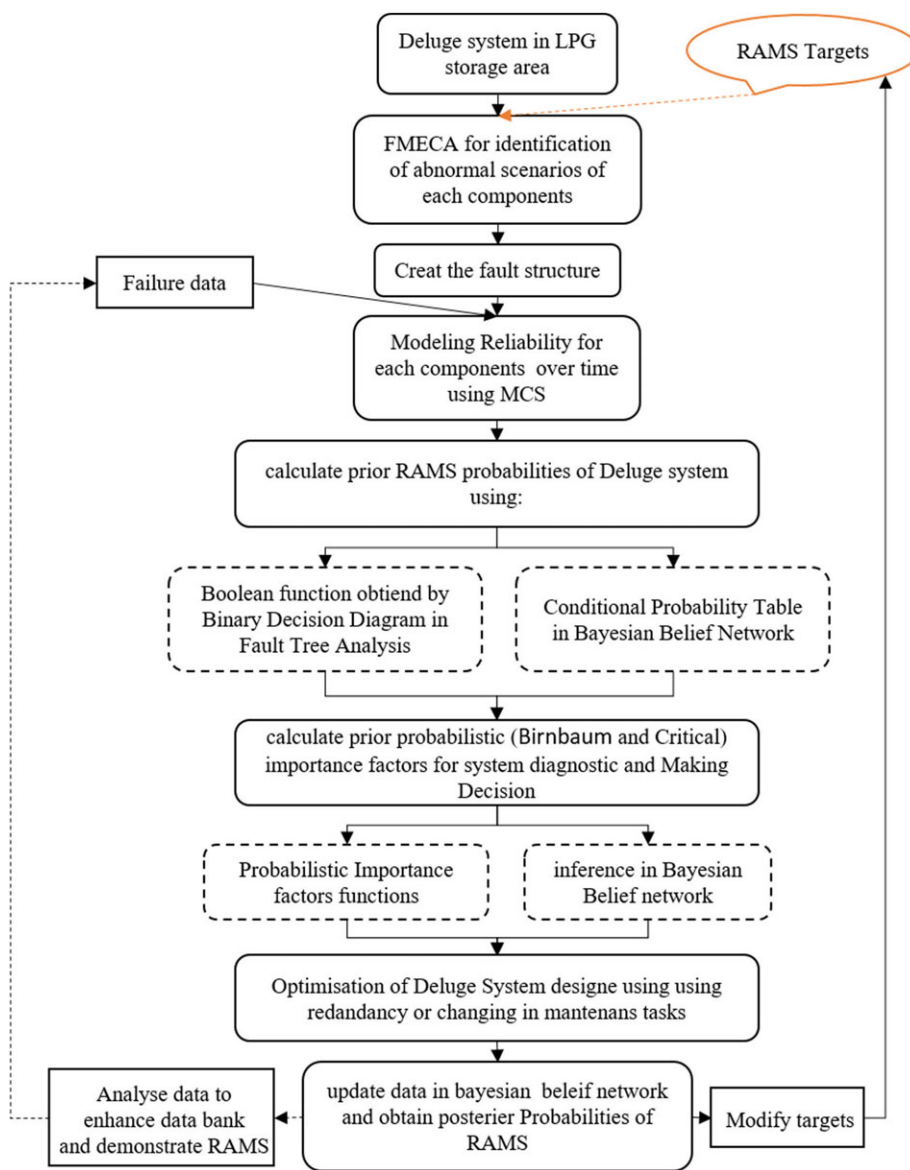 Deluge system in LPG
storage area
RAMS Targets
FMECA for identification
of abnormal scenarios of
each components
Creat the fault structure
Failure data
Modeling Reliability for
each components over time
using MCS
calculate prior RAMS probabilities of Deluge system
using:
Boolean function obtiend by
Binary Decision Diagram in
Fault Tree Analysis
Conditional Probability Table
in Bayesian Belief Network
calculate prior probabilistic (Birnbaum and Critical)
importance factors for system diagnostic and Making
Decision
Probabilistic Importance
factors functions
inference in Bayesian
Belief network
Optimisation of Deluge System designe using using
redandancy or changing in mantenans tasks
Analyse data to
enhance data bank
and demonstrate RAMS
update data in bayesian beleif network
and obtain posterier Probabilities of
RAMS
Modify targets